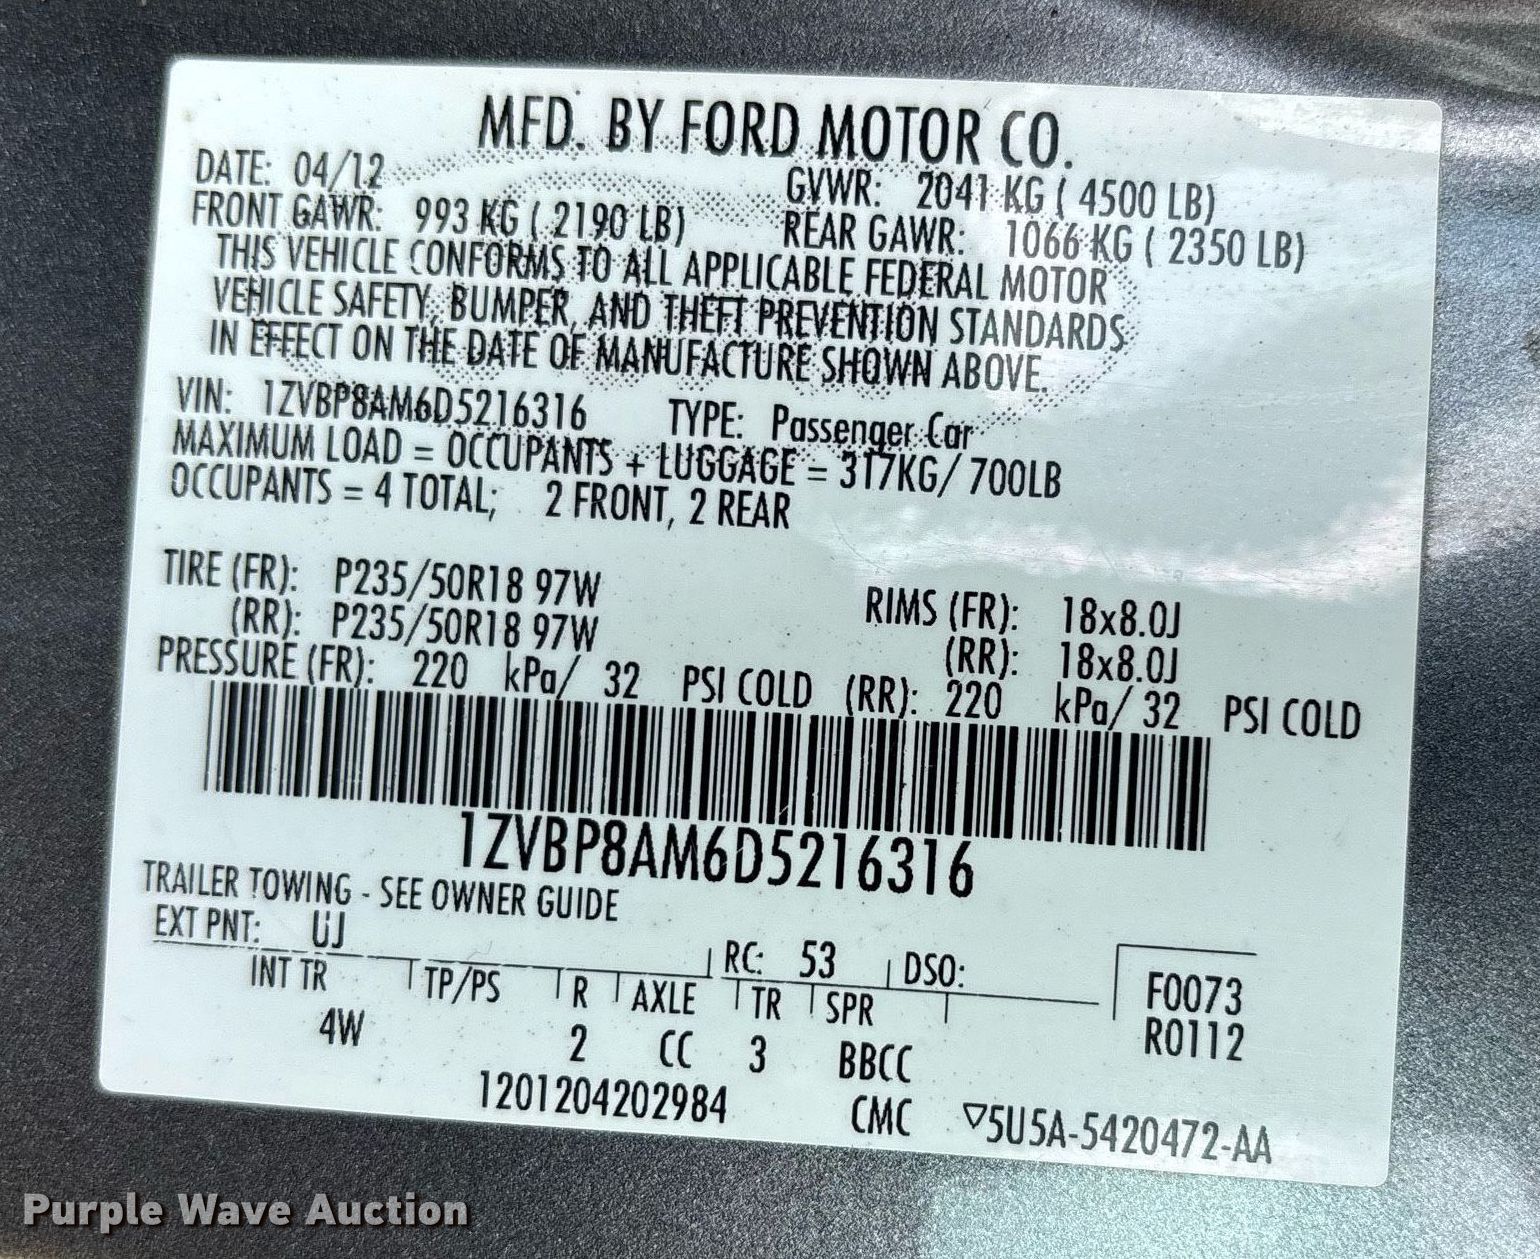 MFD. BY FORD MOTOR CO.
DATE: 04/12 GVWR: 2041 KG ( 4500 LB)
FRONT GAWR: 993 KG ( 2190 LB) REAR GAWR: 1066 KG ( 2350 LB)
THIS VEHICLE CONFORMS TO ALL APPLICABLE FEDERAL MOTOR
VEHICLE SAFETY, BUMPER, AND THEFT PREVENTION STANDARDS
IN EFFECT ON THE DATE OF MANUFACTURE SHOWN ABOVE.
VIN: 1ZVBP8AM6D5216316 TYPE: Passenger Car
MAXIMUM LOAD = OCCUPANTS + LUGGAGE = 317KG/ 700LB
OCCUPANTS = 4 TOTAL; 2 FRONT, 2 REAR
TIRE (FR): P235/50R18 97W RIMS (FR): 18x8.0J
(RR): P235/50R18 97W (RR): 18x8.0J
PRESSURE (FR): 220 kPa/ 32 PSI COLD (RR): 220 kPa/ 32 PSI COLD
1ZVBP8AM6D5216316
TRAILER TOWING - SEE OWNER GUIDE
EXT PNT: UJ RC: 53 DSO: F0073
INT TR TP/PS R AXLE TR SPR R0112
4W 2 CC 3 BBCC
1201204202984 CMC ▽5U5A-5420472-AA
Purple Wave Auction